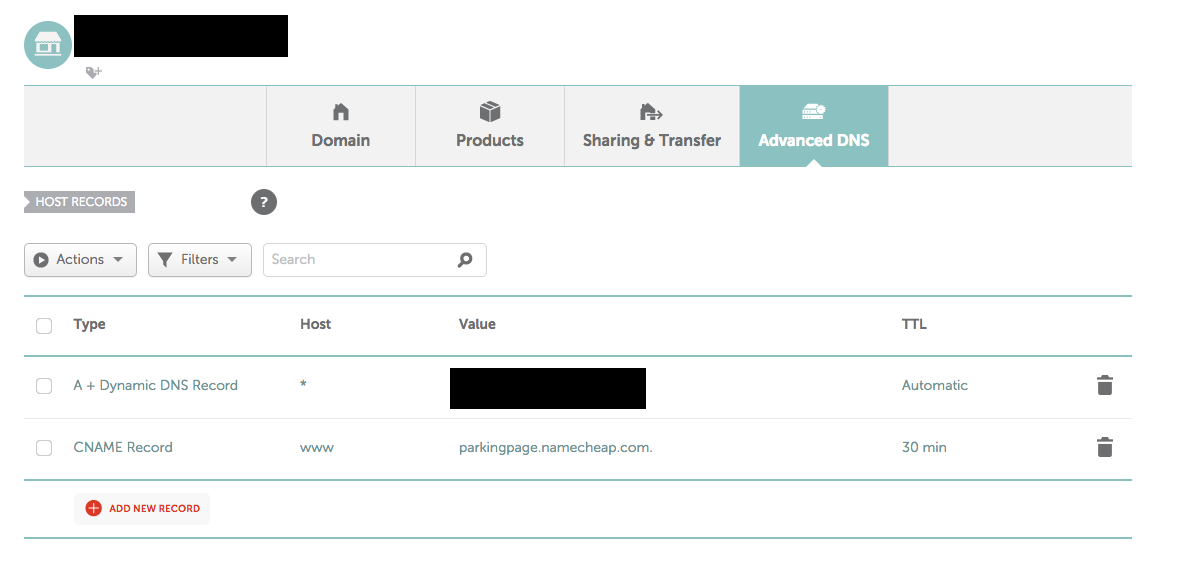 Domain Products Sharing & Transfer Advanced DNS
HOST RECORDS ?
Actions Filters Search
Type Host Value TTL
A + Dynamic DNS Record * Automatic
CNAME Record www parkingpage.namecheap.com. 30 min
ADD NEW RECORD